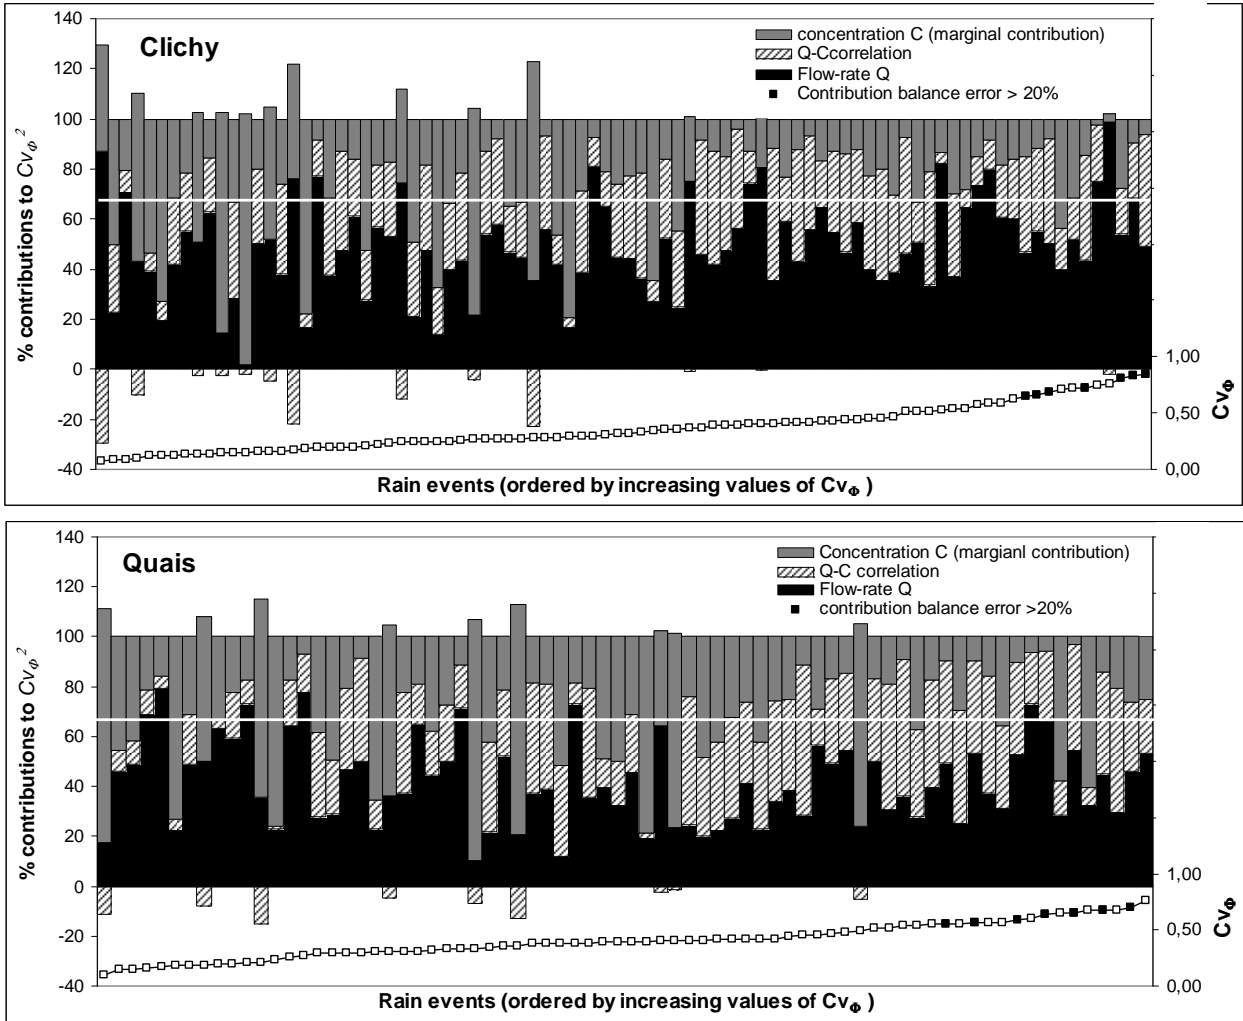 Clichy
concentration C (marginal contribution)
Q-Ccorrelation
Flow-rate Q
Contribution balance error > 20%
% contributions to Cv_Φ²
140
120
100
80
60
40
20
0
-20
-40
1,00
0,50
0,00
Cv_Φ
Rain events (ordered by increasing values of Cv_Φ )
Quais
Concentration C (margianl contribution)
Q-C correlation
Flow-rate Q
contribution balance error >20%
% contributions to Cv_Φ²
140
120
100
80
60
40
20
0
-20
-40
1,00
0,50
0,00
Cv_Φ
Rain events (ordered by increasing values of Cv_Φ )